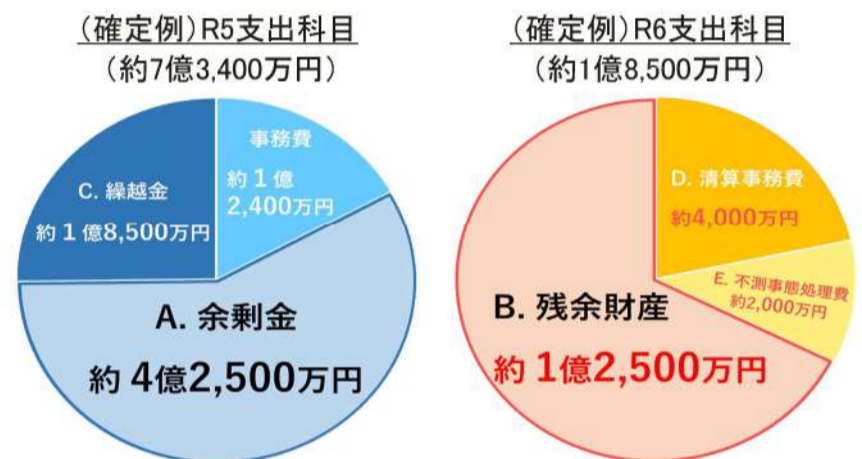 （確定例）R5支出科目
（約7億3,400万円）
事務費
約１億
2,400万円
C. 繰越金
約１億8,500万円
A. 余剰金
約 4億2,500万円
（確定例）R6支出科目
（約1億8,500万円）
D. 清算事務費
約4,000万円
E. 不測事態処理費
約2,000万円
B. 残余財産
約 1億2,500万円